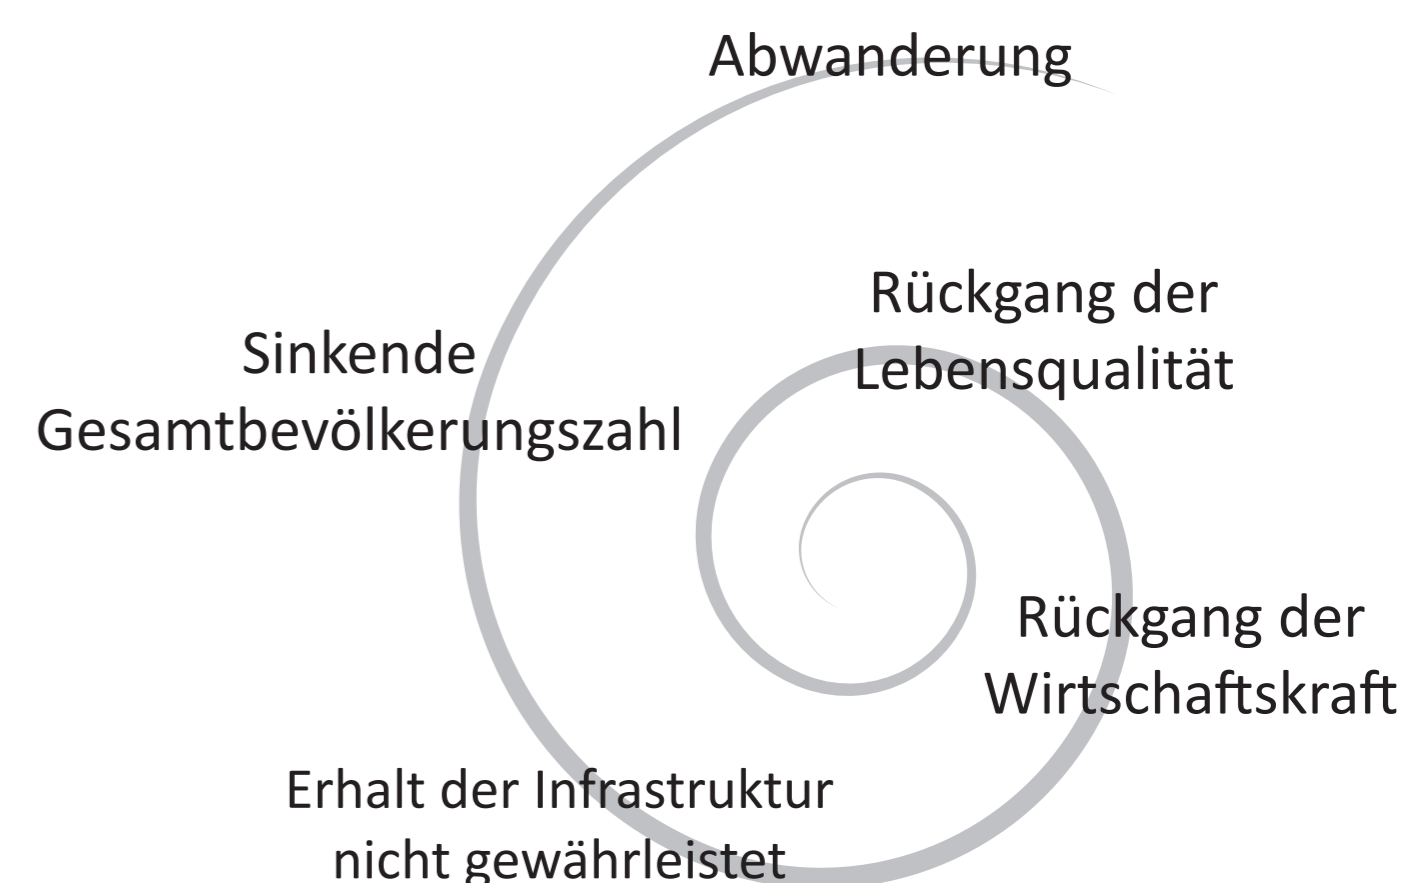 Abwanderung
Sinkende
Gesamtbevölkerungszahl
Erhalt der Infrastruktur
nicht gewährleistet
Rückgang der
Wirtschaftskraft
Rückgang der
Lebensqualität